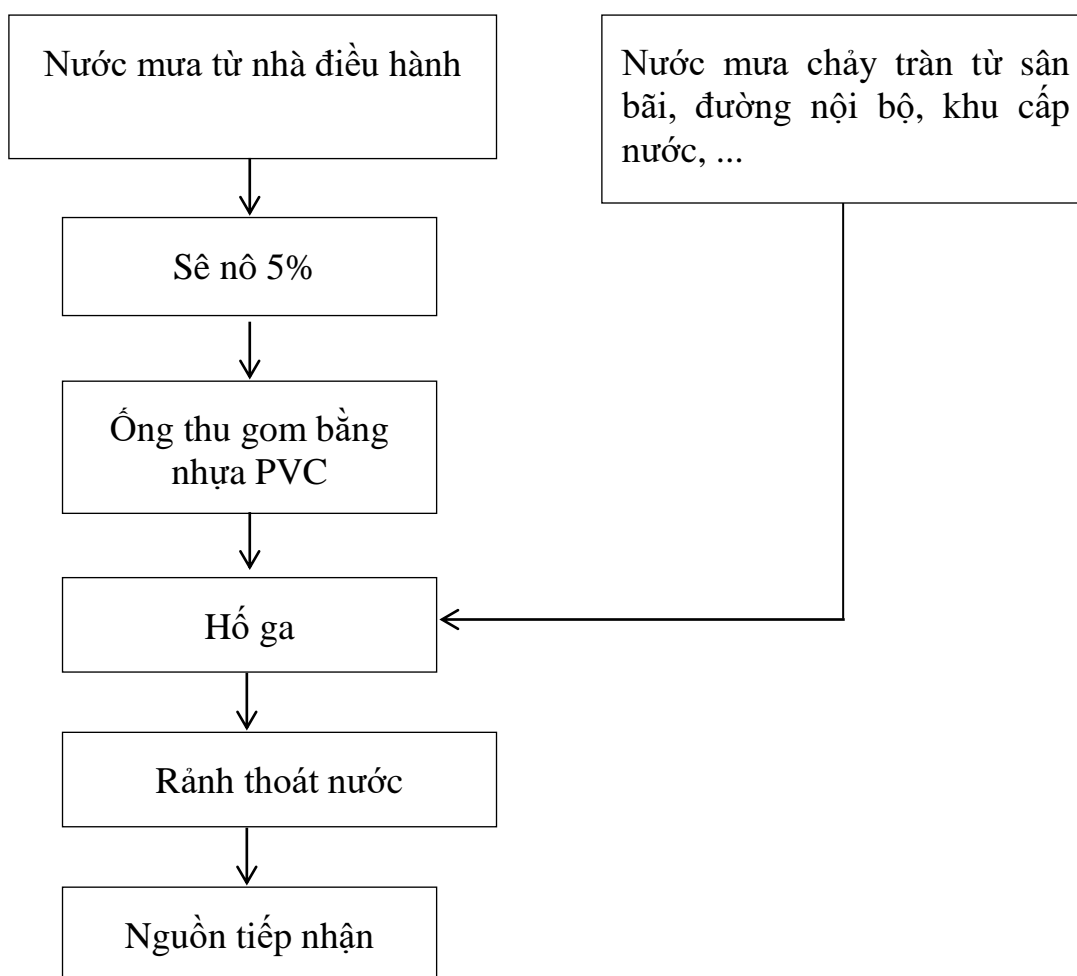 Nước mưa từ nhà điều hành
Nước mưa chảy tràn từ sân
bãi, đường nội bộ, khu cấp
nước, ...
Sê nô 5%
Ống thu gom bằng
nhựa PVC
Hố ga
Rảnh thoát nước
Nguồn tiếp nhận